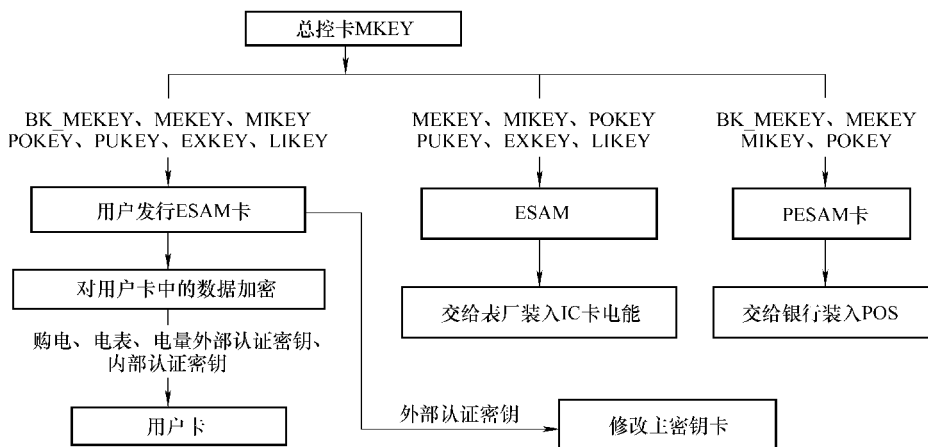 总控卡MKEY
BK_MEKEY、MEKEY、MIKEY
POKEY、PUKEY、EXKEY、LIKEY
MEKEY、MIKEY、POKEY
PUKEY、EXKEY、LIKEY
BK_MEKEY、MEKEY
MIKEY、POKEY
用户发行ESAM卡
ESAM
PESAM卡
对用户卡中的数据加密
交给表厂装入IC卡电能
交给银行装入POS
购电、电表、电量外部认证密钥、
内部认证密钥
外部认证密钥
用户卡
修改主密钥卡